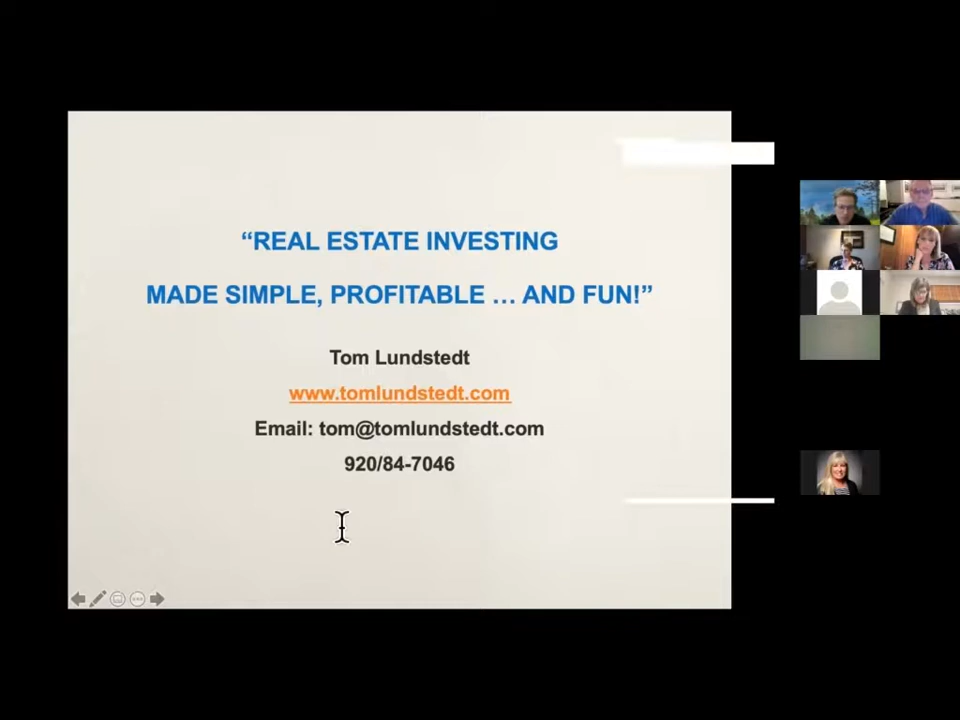 “REAL ESTATE INVESTING
MADE SIMPLE, PROFITABLE … AND FUN!”
Tom Lundstedt
www.tomlundstedt.com
Email: tom@tomlundstedt.com
920/84-7046